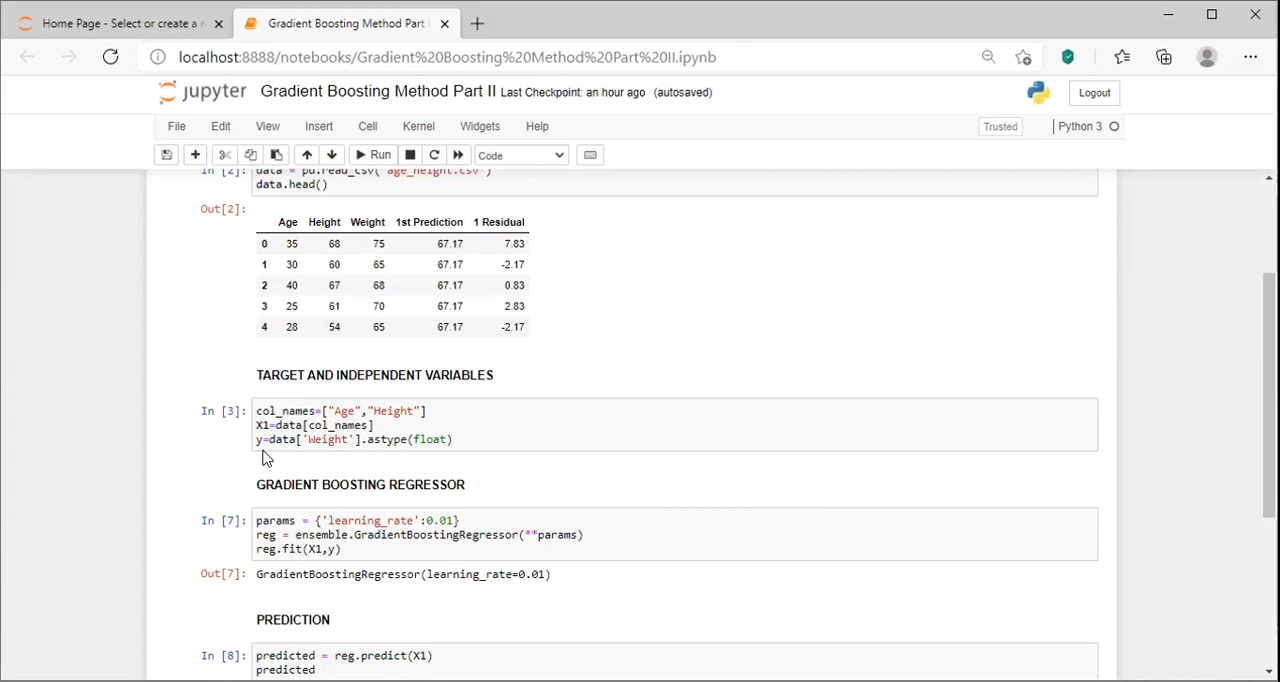 Home Page - Select or create a n
Gradient Boosting Method Part
localhost:8888/notebooks/Gradient%20Boosting%20Method%20Part%20II.ipynb
jupyter Gradient Boosting Method Part II Last Checkpoint: an hour ago (autosaved)
Logout
File Edit View Insert Cell Kernel Widgets Help
Trusted
Python 3
Run
Code
In [2]: data = pd.read_csv("age_height.csv")
data.head()
Out[2]:
Age Height Weight 1st Prediction 1 Residual
0 35 68 75 67.17 7.83
1 30 60 65 67.17 -2.17
2 40 67 68 67.17 0.83
3 25 61 70 67.17 2.83
4 28 54 65 67.17 -2.17
TARGET AND INDEPENDENT VARIABLES
In [3]: col_names=["Age","Height"]
X1=data[col_names]
y=data['Weight'].astype(float)
GRADIENT BOOSTING REGRESSOR
In [7]: params = {'learning_rate':0.01}
reg = ensemble.GradientBoostingRegressor(**params)
reg.fit(X1,y)
Out[7]: GradientBoostingRegressor(learning_rate=0.01)
PREDICTION
In [8]: predicted = reg.predict(X1)
predicted